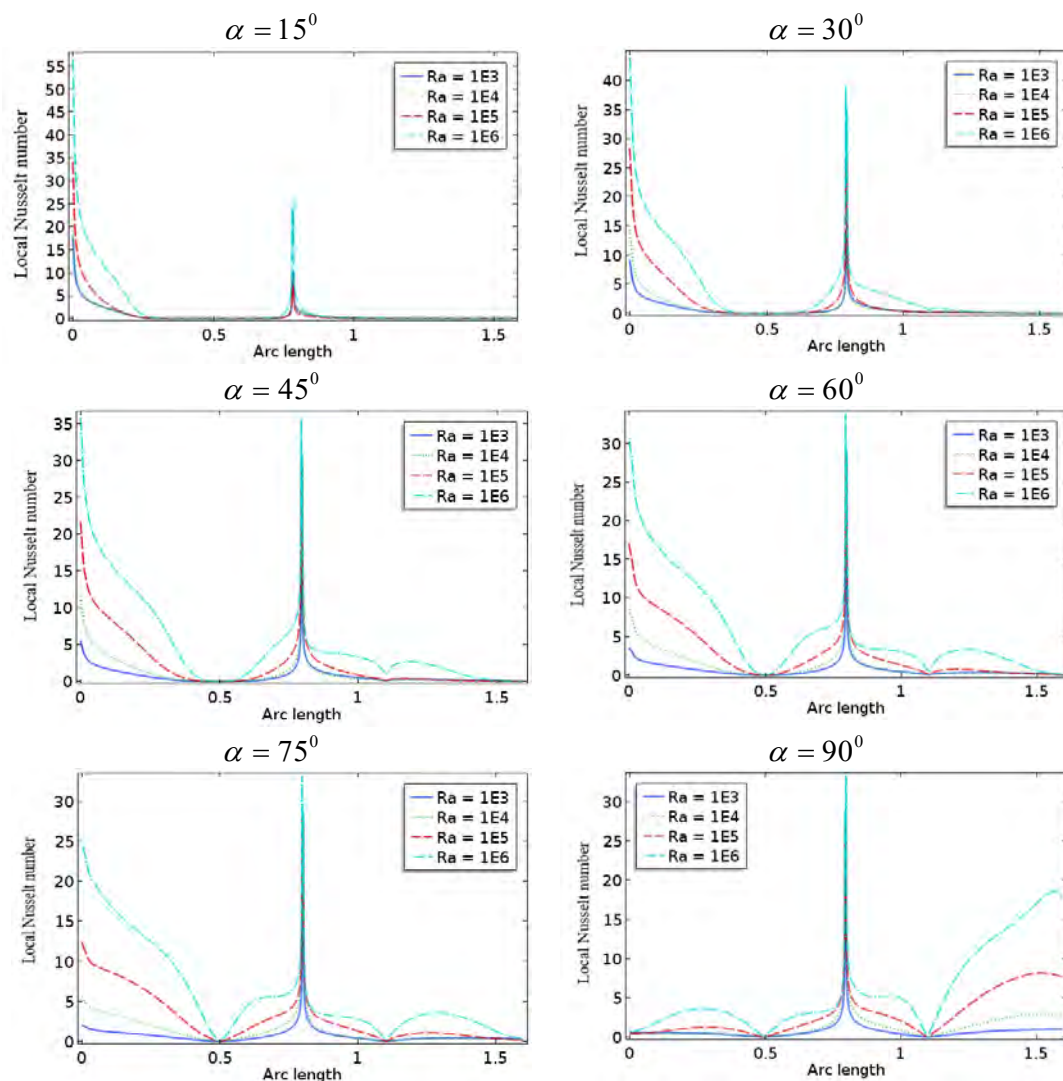 α = 15⁰
Local Nusselt number
55
50
45
40
35
30
25
20
15
10
5
0
0
0.5
1
1.5
Arc length
Ra = 1E3
Ra = 1E4
Ra = 1E5
Ra = 1E6
α = 30⁰
Local Nusselt number
40
35
30
25
20
15
10
5
0
0
0.5
1
1.5
Arc length
Ra = 1E3
Ra = 1E4
Ra = 1E5
Ra = 1E6
α = 45⁰
Local Nusselt number
35
30
25
20
15
10
5
0
0
0.5
1
1.5
Arc length
Ra = 1E3
Ra = 1E4
Ra = 1E5
Ra = 1E6
α = 60⁰
Local Nusselt number
30
25
20
15
10
5
0
0
0.5
1
1.5
Arc length
Ra = 1E3
Ra = 1E4
Ra = 1E5
Ra = 1E6
α = 75⁰
Local Nusselt number
30
25
20
15
10
5
0
0
0.5
1
1.5
Arc length
Ra = 1E3
Ra = 1E4
Ra = 1E5
Ra = 1E6
α = 90⁰
Local Nusselt number
30
25
20
15
10
5
0
0
0.5
1
1.5
Arc length
Ra = 1E3
Ra = 1E4
Ra = 1E5
Ra = 1E6